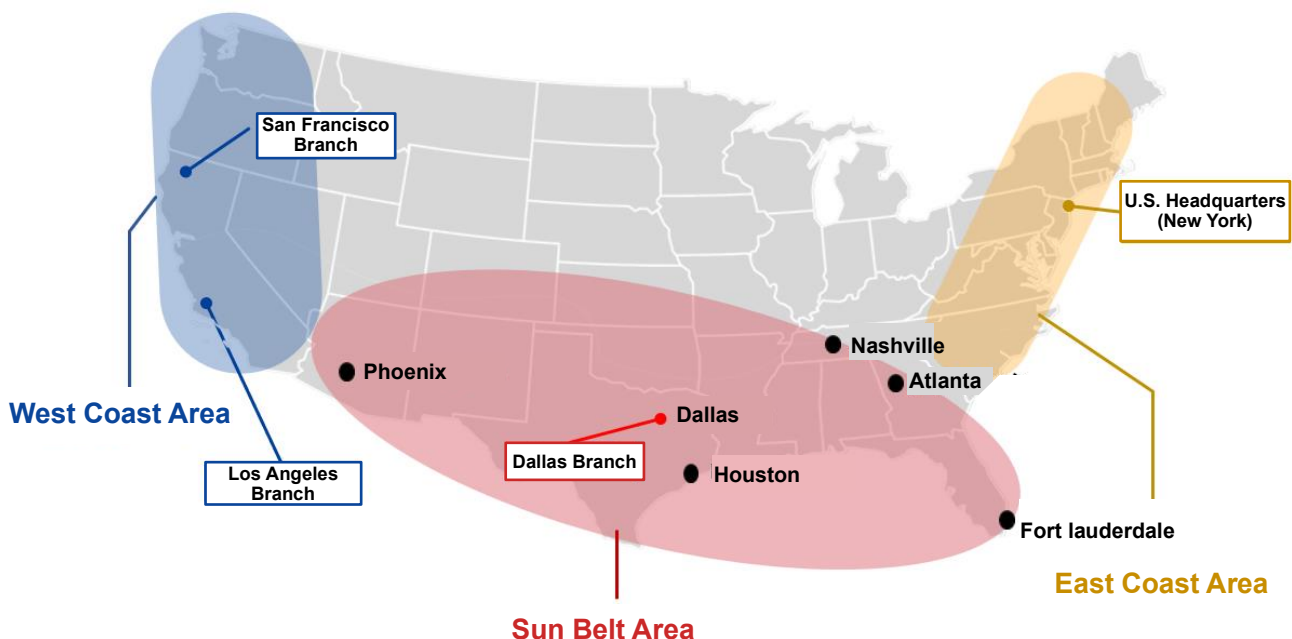 San Francisco
Branch
U.S. Headquarters
(New York)
Nashville
Phoenix
Atlanta
West Coast Area
Dallas
Dallas Branch
Los Angeles
Branch
Houston
Fort lauderdale
East Coast Area
Sun Belt Area